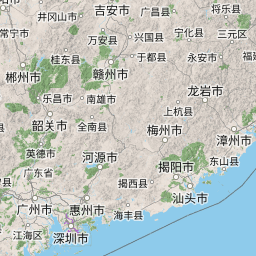 吉安市
广昌县
将乐县
井冈山市
宁化县
三元区
常宁市
万安县
兴国县
于都县
永安市
桂东县
郴州市
赣州市
龙岩市
乐昌市
南雄市
上杭县
韶关市
全南县
梅州市
漳州市
英德市
河源市
揭阳市
东山县
广东省
揭西县
汕头市
广州市
惠州市
海丰县
江海区
深圳市